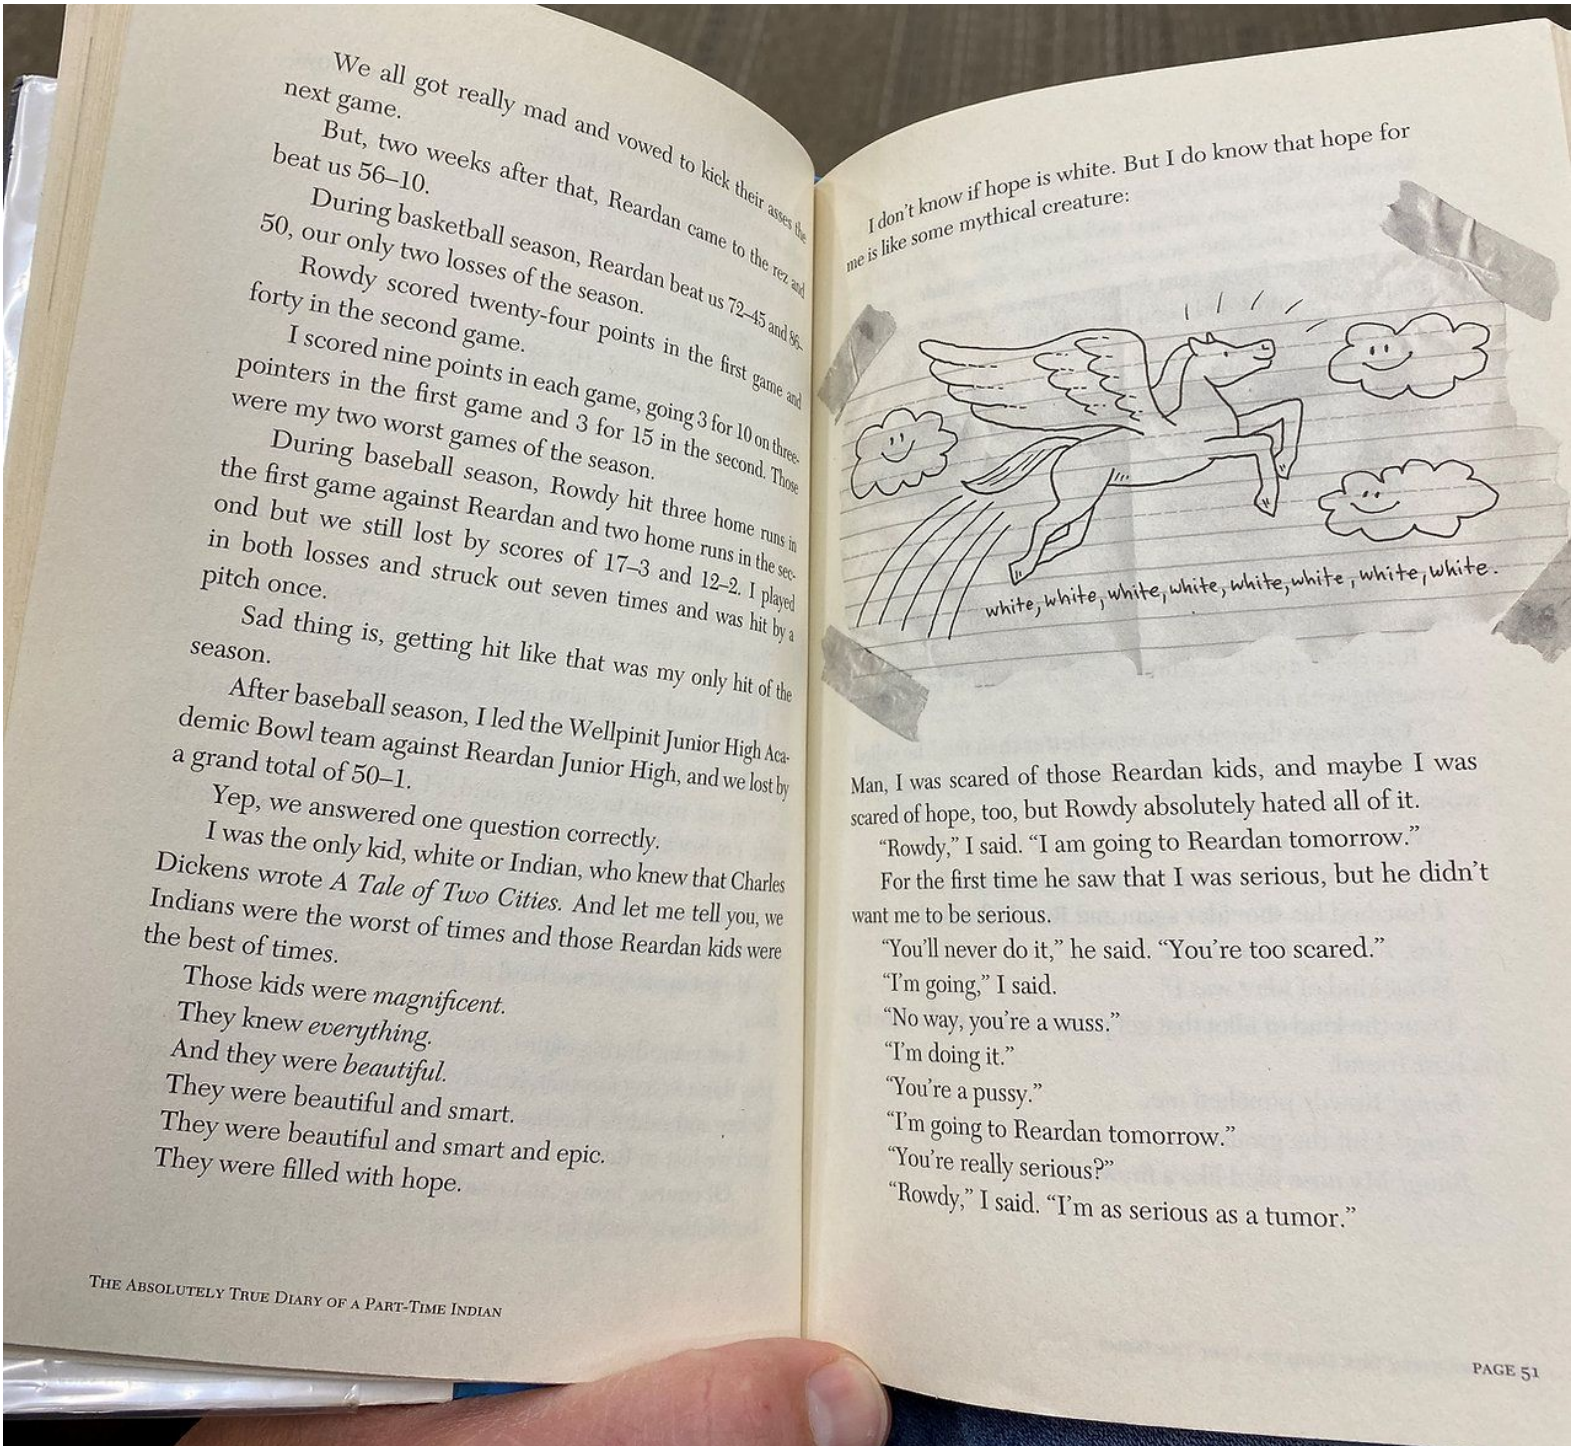 We all got really mad and vowed to kick their asses the
next game.
But, two weeks after that, Reardan came to the rez and
beat us 56–10.
During basketball season, Reardan beat us 72–45 and 86–
50, our only two losses of the season.
Rowdy scored twenty-four points in the first game and
forty in the second game.
I scored nine points in each game, going 3 for 10 on three-
pointers in the first game and 3 for 15 in the second. Those
were my two worst games of the season.
During baseball season, Rowdy hit three home runs in
the first game against Reardan and two home runs in the sec-
ond but we still lost by scores of 17–3 and 12–2. I played
in both losses and struck out seven times and was hit by a
pitch once.
Sad thing is, getting hit like that was my only hit of the
season.
After baseball season, I led the Wellpinit Junior High Aca-
demic Bowl team against Reardan Junior High, and we lost by
a grand total of 50–1.
Yep, we answered one question correctly.
I was the only kid, white or Indian, who knew that Charles
Dickens wrote A Tale of Two Cities. And let me tell you, we
Indians were the worst of times and those Reardan kids were
the best of times.
Those kids were magnificent.
They knew everything.
And they were beautiful.
They were beautiful and smart.
They were beautiful and smart and epic.
They were filled with hope.
THE ABSOLUTELY TRUE DIARY OF A PART-TIME INDIAN
I don't know if hope is white. But I do know that hope for
me is like some mythical creature:
white, white, white, white, white, white, white, white.
Man, I was scared of those Reardan kids, and maybe I was
scared of hope, too, but Rowdy absolutely hated all of it.
“Rowdy,” I said. “I am going to Reardan tomorrow.”
For the first time he saw that I was serious, but he didn't
want me to be serious.
“You'll never do it,” he said. “You're too scared.”
“I'm going,” I said.
“No way, you're a wuss.”
“I'm doing it.”
“You're a pussy.”
“I'm going to Reardan tomorrow.”
“You're really serious?”
“Rowdy,” I said. “I'm as serious as a tumor.”
PAGE 51